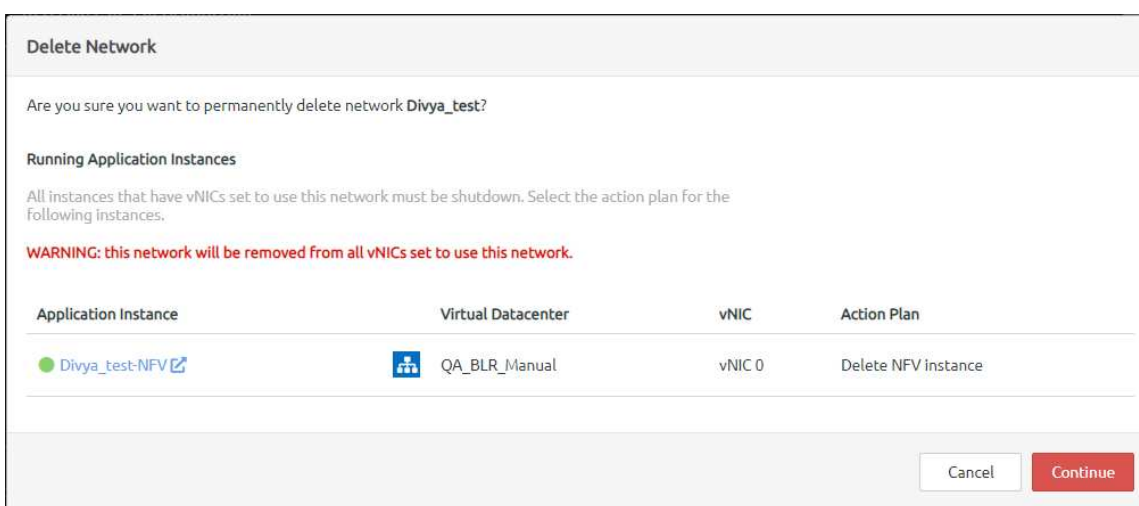 Delete Network
Are you sure you want to permanently delete network Divya_test?
Running Application Instances
All instances that have vNICs set to use this network must be shutdown. Select the action plan for the
following instances.
WARNING: this network will be removed from all vNICs set to use this network.
Application Instance Virtual Datacenter vNIC Action Plan
Divya_test-NFV QA_BLR_Manual vNIC 0 Delete NFV instance
Cancel Continue